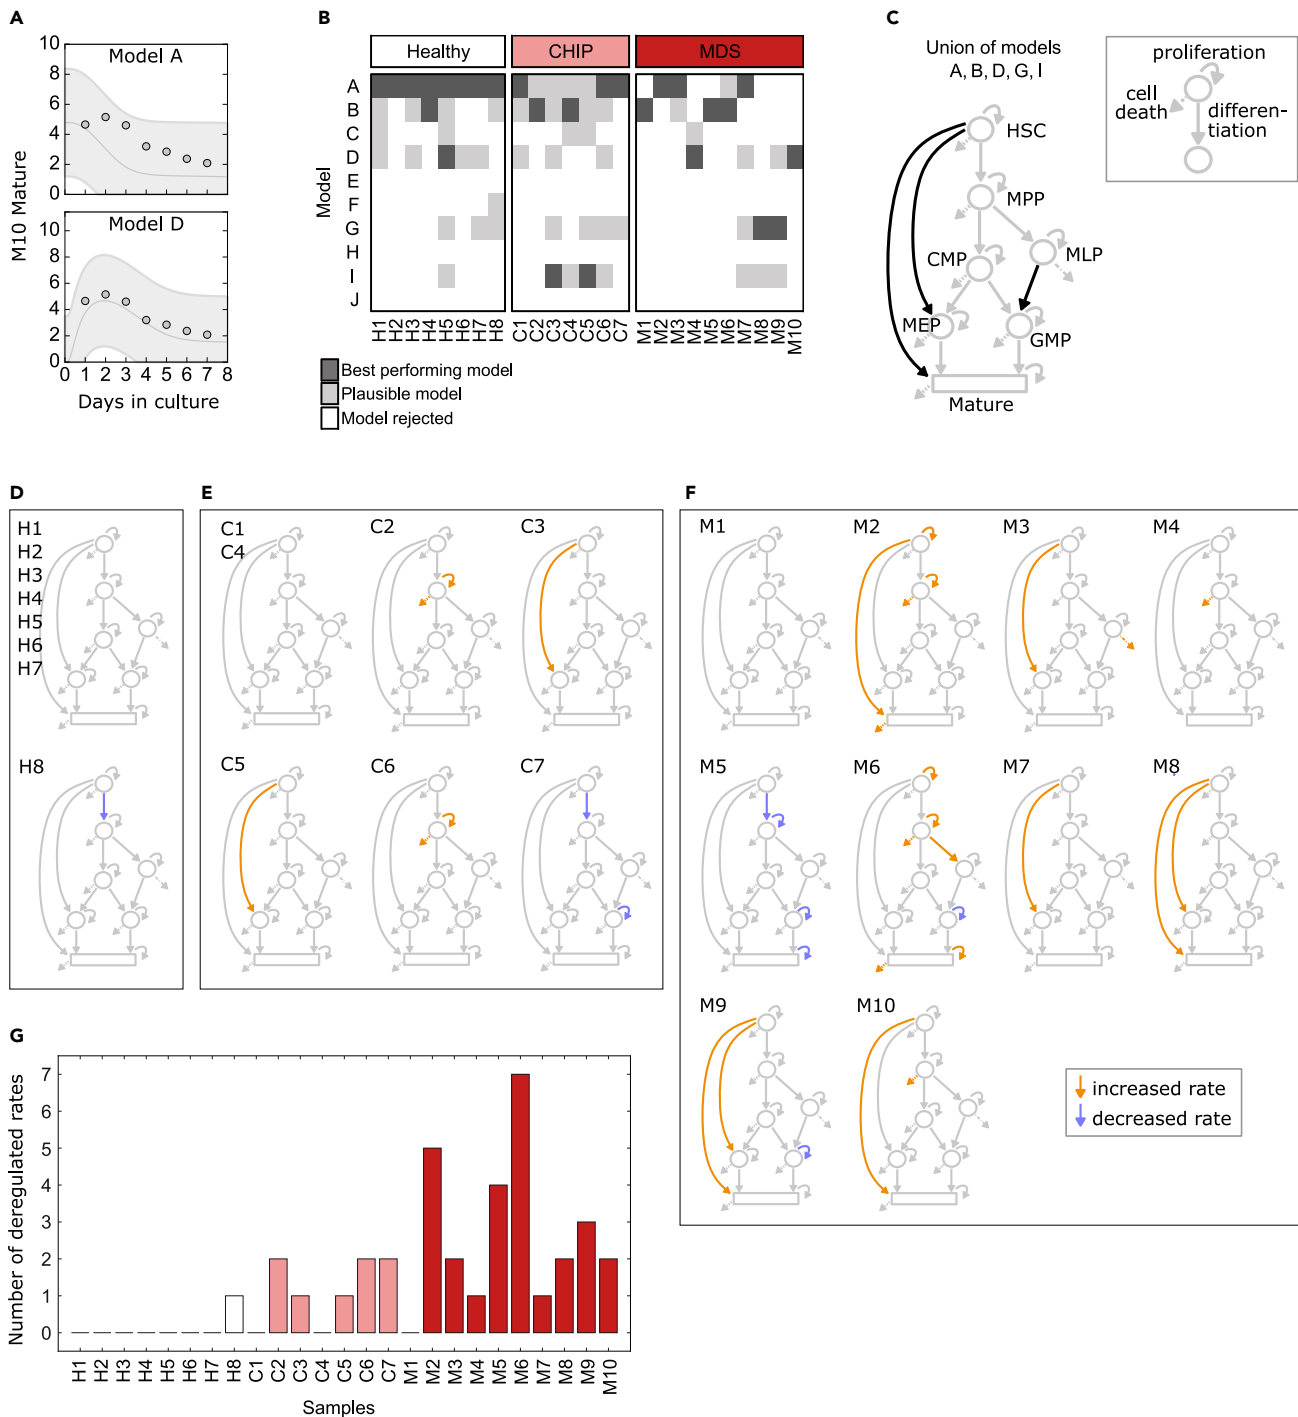 A
10
Model A
8
6
4
2
0
10
Model D
8
6
4
2
0
M10 Mature
0 1 2 3 4 5 6 7 8
Days in culture
B
Healthy CHIP MDS
A
B
C
D
E
F
G
H
I
J
Model
H1 H2 H3 H4 H5 H6 H7 H8 C1 C2 C3 C4 C5 C6 C7 M1 M2 M3 M4 M5 M6 M7 M8 M9 M10
Best performing model
Plausible model
Model rejected
C
Union of models
A, B, D, G, I
HSC
MPP
CMP
MLP
MEP
GMP
Mature
proliferation
cell
death
differen-
tiation
D
H1
H2
H3
H4
H5
H6
H7
H8
E
C1
C4
C2
C3
C5
C6
C7
F
M1
M2
M3
M4
M5
M6
M7
M8
M9
M10
increased rate
decreased rate
G
Number of deregulated rates
7
6
5
4
3
2
1
0
H1 H2 H3 H4 H5 H6 H7 H8 C1 C2 C3 C4 C5 C6 C7 M1 M2 M3 M4 M5 M6 M7 M8 M9 M10
Samples